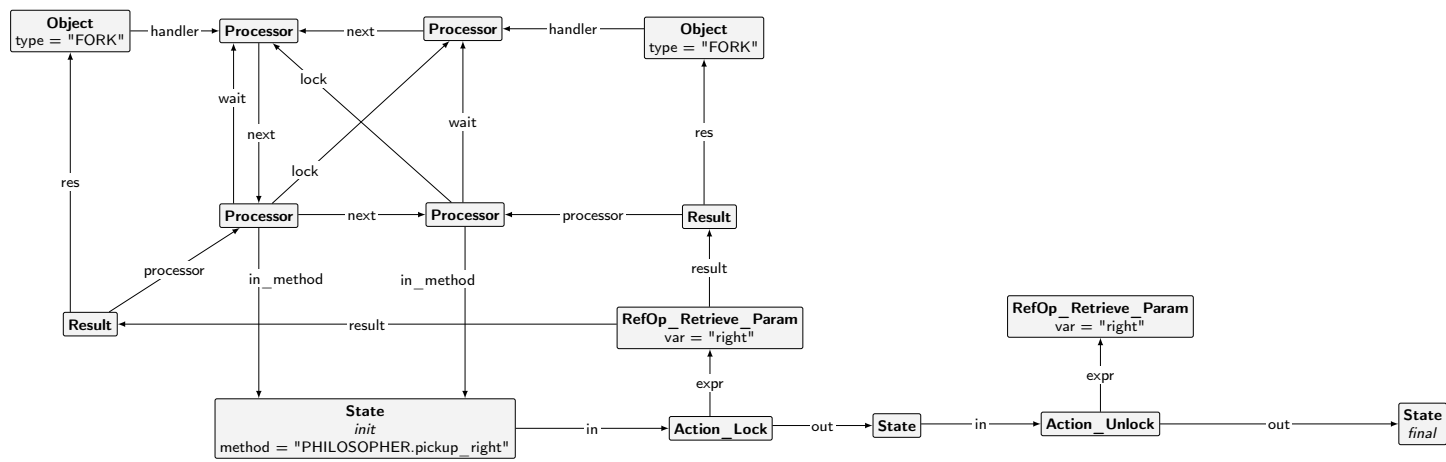 Object
type = "FORK"
handler
Processor
next
Processor
handler
Object
type = "FORK"
lock
wait
next
wait
res
lock
res
Processor
next
Processor
processor
Result
processor
in_method
in_method
result
Result
result
RefOp_Retrieve_Param
var = "right"
RefOp_Retrieve_Param
var = "right"
expr
expr
State
init
method = "PHILOSOPHER.pickup_right"
in
Action_Lock
out
State
in
Action_Unlock
out
State
final